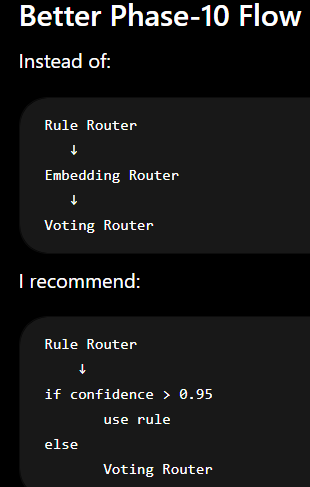 Better Phase-10 Flow
Instead of:
Rule Router
↓
Embedding Router
↓
Voting Router
I recommend:
Rule Router
↓
if confidence > 0.95
use rule
else
Voting Router